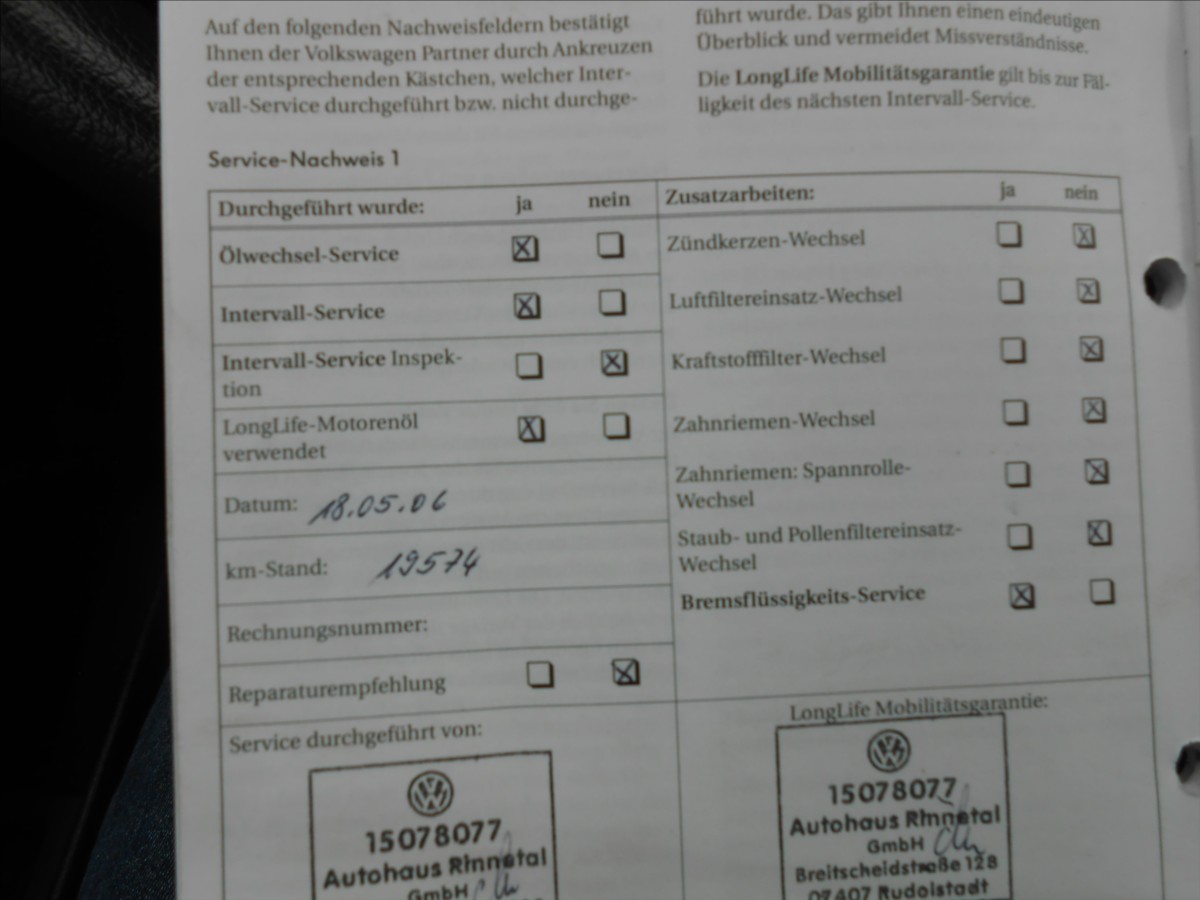 Auf den folgenden Nachweisfeldern bestätigt
Ihnen der Volkswagen Partner durch Ankreuzen
der entsprechenden Kästchen, welcher Inter-
vall-Service durchgeführt bzw. nicht durchge-
führt wurde. Das gibt Ihnen einen eindeutigen
Überblick und vermeidet Missverständnisse.
Die LongLife Mobilitätsgarantie gilt bis zur Fäl-
ligkeit des nächsten Intervall-Service.
Service-Nachweis 1
Durchgeführt wurde: ja nein
Ölwechsel-Service
Intervall-Service
Intervall-Service Inspek-
tion
LongLife-Motorenöl
verwendet
Datum: 18.05.06
km-Stand: 19574
Rechnungsnummer:
Reparaturempfehlung
Service durchgeführt von:
15078077
Autohaus Rinnetal
GmbH
Zusatzarbeiten: ja nein
Zündkerzen-Wechsel
Luftfiltereinsatz-Wechsel
Kraftstofffilter-Wechsel
Zahnriemen-Wechsel
Zahnriemen: Spannrolle-
Wechsel
Staub- und Pollenfiltereinsatz-
Wechsel
Bremsflüssigkeits-Service
LongLife Mobilitätsgarantie:
15078077
Autohaus Rinnetal
GmbH
Breitscheidstraße 128
07407 Rudolstadt